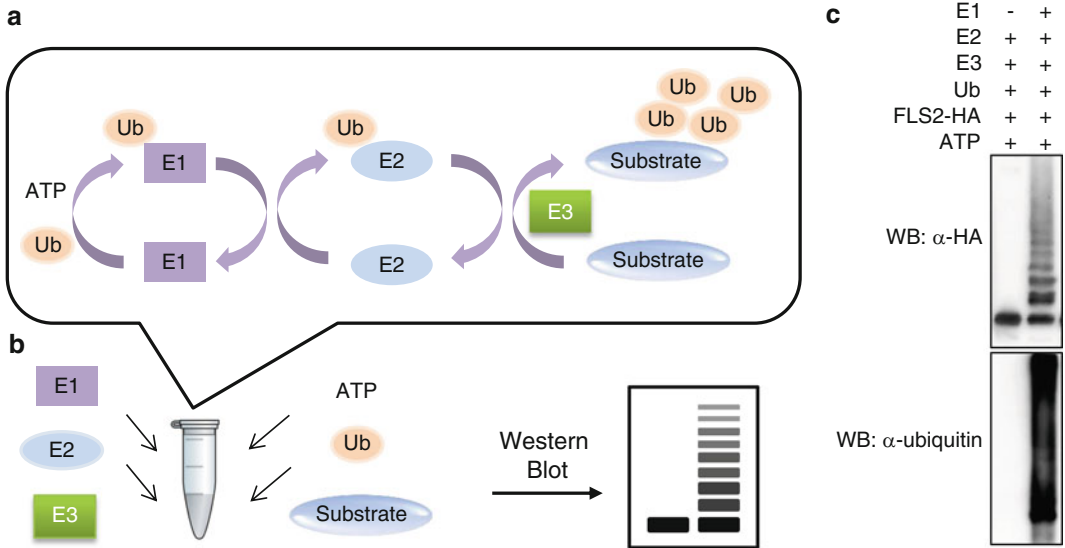 a
Ub
E1
ATP
Ub
E1
Ub
E2
E2
Ub
Ub
Ub
Ub
Substrate
E3
Substrate
b
E1
E2
E3
ATP
Ub
Substrate
Western
Blot
c
E1 - +
E2 + +
E3 + +
Ub + +
FLS2-HA + +
ATP + +
WB: α-HA
WB: α-ubiquitin